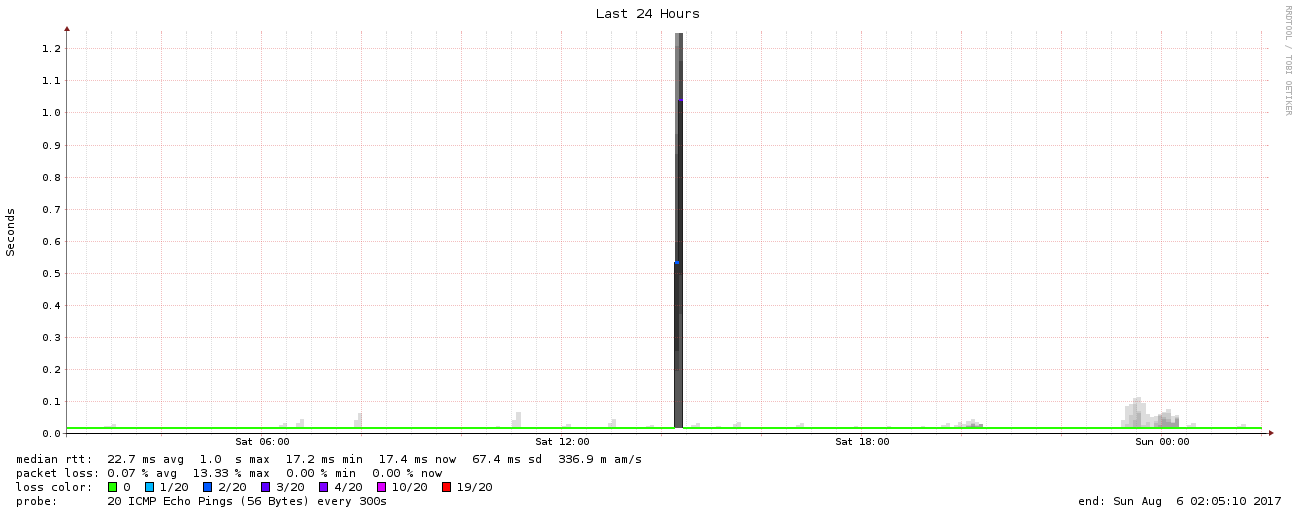 Last 24 Hours
RRDTOOL / TOBI OETIKER
Seconds
1.2
1.1
1.0
0.9
0.8
0.7
0.6
0.5
0.4
0.3
0.2
0.1
0.0
Sat 06:00 Sat 12:00 Sat 18:00 Sun 00:00
median rtt: 22.7 ms avg 1.0 s max 17.2 ms min 17.4 ms now 67.4 ms sd 336.9 m am/s
packet loss: 0.07 % avg 13.33 % max 0.00 % min 0.00 % now
loss color: 0 1/20 2/20 3/20 4/20 10/20 19/20
probe: 20 ICMP Echo Pings (56 Bytes) every 300s end: Sun Aug 6 02:05:10 2017